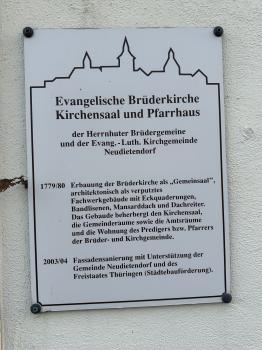 Evangelische Brüderkirche
Kirchensaal und Pfarrhaus
der Herrnhuter Brüdergemeine
und der Evang.-Luth. Kirchgemeinde
Neudietendorf
1779/80 Erbauung der Brüderkirche als „Gemeinsaal",
architektonisch als verputztes
Fachwerkgebäude mit Eckquaderungen,
Bandlisenen, Mansarddach und Dachreiter.
Das Gebäude beherbergt den Kirchensaal,
die Gemeinderäume sowie die Amtsräume
und die Wohnung des Predigers bzw. Pfarrers
der Brüder- und Kirchgemeinde.
2003/04 Fassadensanierung mit Unterstützung der
Gemeinde Neudietendorf und des
Freistaates Thüringen (Städtebauförderung).